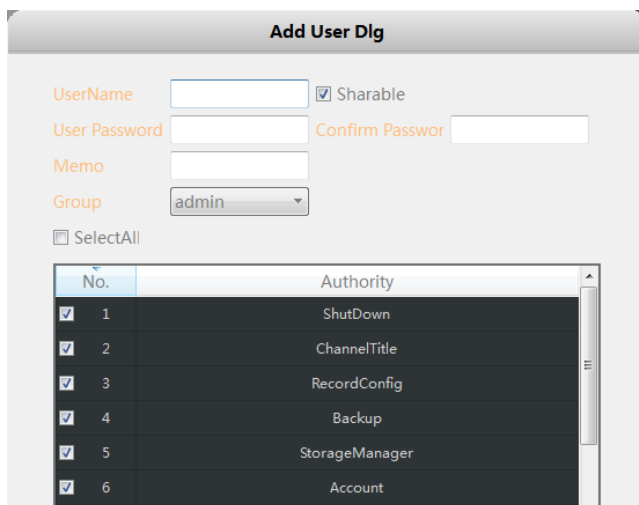 Add User Dlg
UserName Sharable
User Password Confirm Passwor
Memo
Group admin
SelectAll
No. Authority
1 ShutDown
2 ChannelTitle
3 RecordConfig
4 Backup
5 StorageManager
6 Account